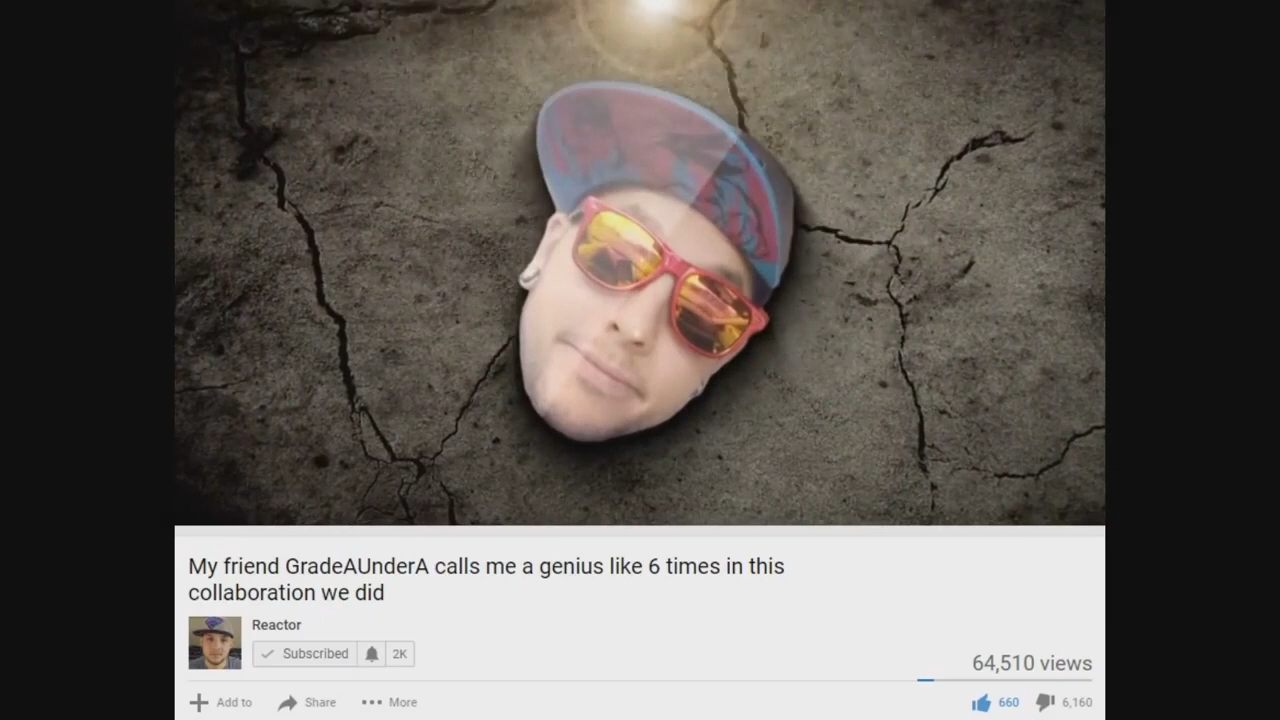 My friend GradeAUnderA calls me a genius like 6 times in this
collaboration we did
Reactor
Subscribed 2K
64,510 views
Add to Share More 660 6,160